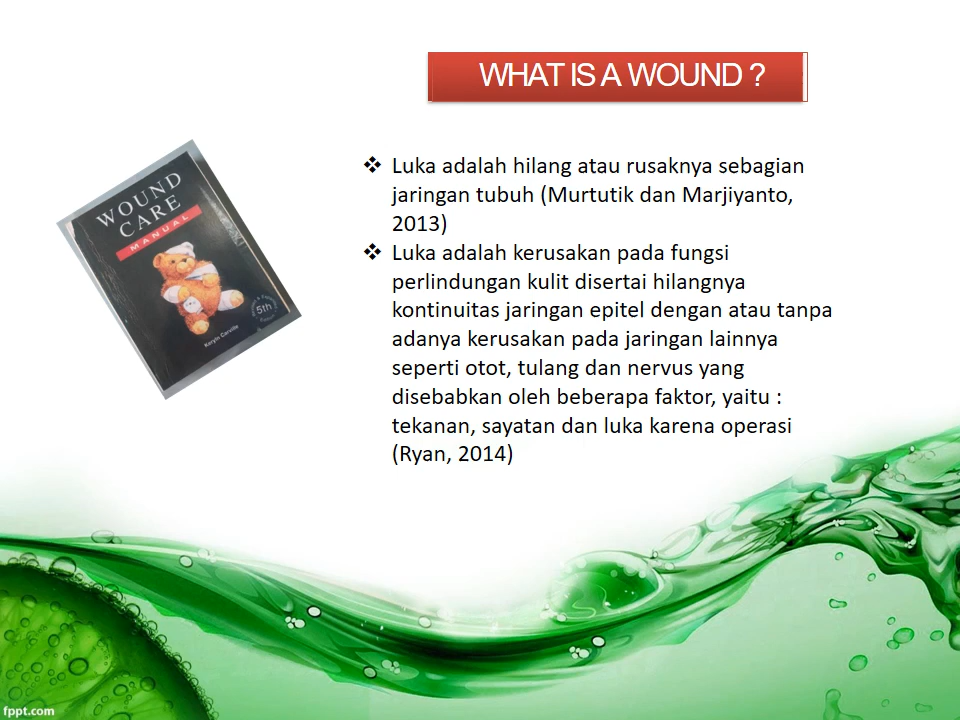 WHAT IS A WOUND ?
❖ Luka adalah hilang atau rusaknya sebagian
jaringan tubuh (Murtutik dan Marjiyanto,
2013)
❖ Luka adalah kerusakan pada fungsi
perlindungan kulit disertai hilangnya
kontinuitas jaringan epitel dengan atau tanpa
adanya kerusakan pada jaringan lainnya
seperti otot, tulang dan nervus yang
disebabkan oleh beberapa faktor, yaitu :
tekanan, sayatan dan luka karena operasi
(Ryan, 2014)
WOUND
CARE
MANUAL
5th
Keryln Carville
fppt.com